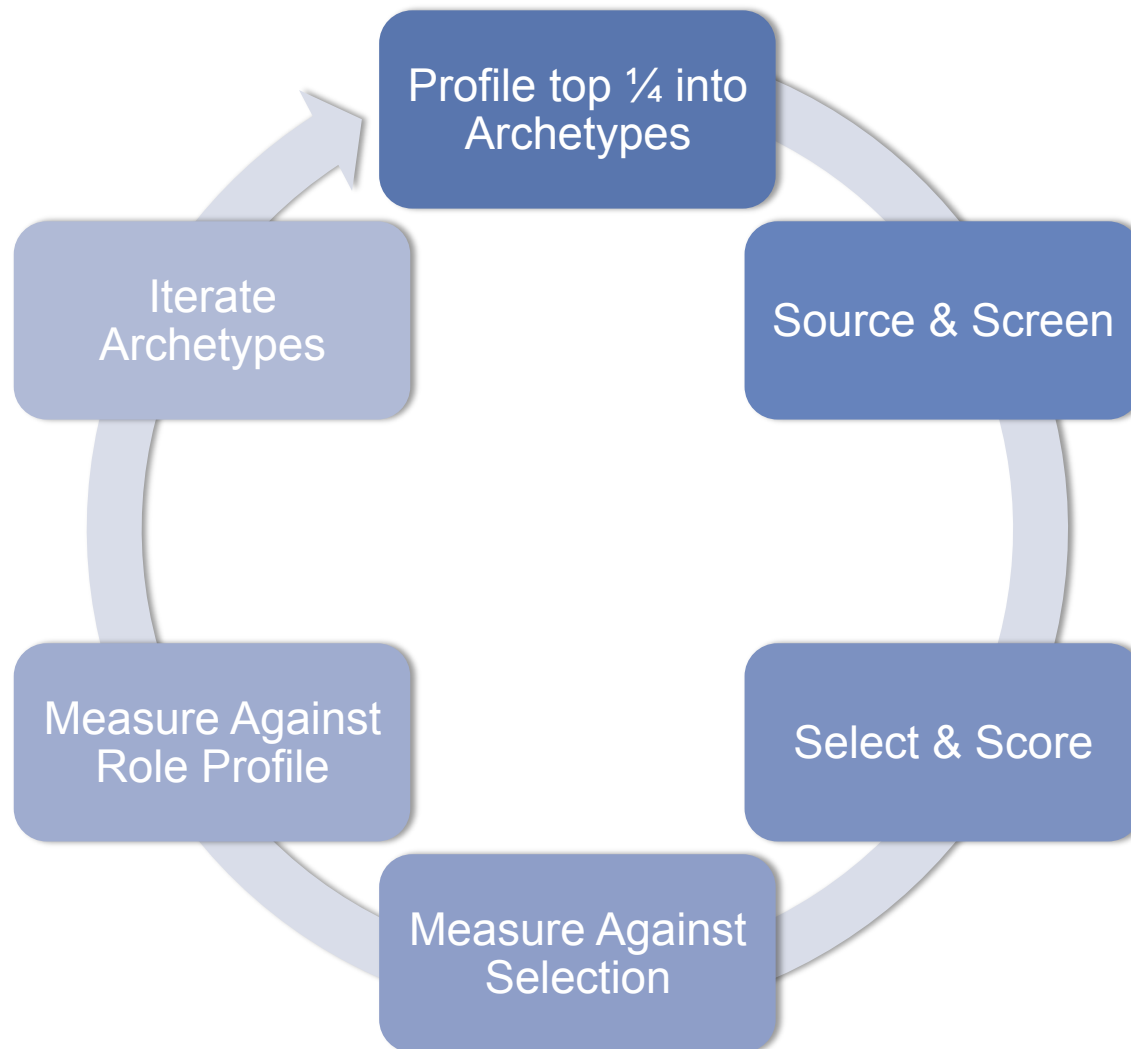 Profile top ¼ into
Archetypes
Source & Screen
Select & Score
Measure Against
Selection
Measure Against
Role Profile
Iterate
Archetypes